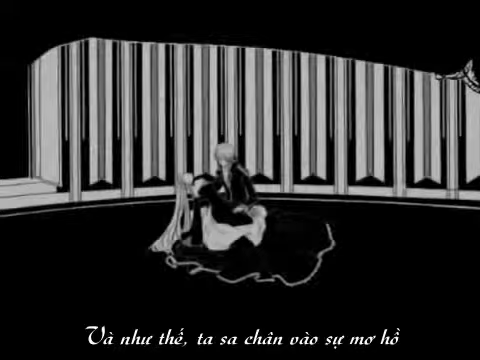 Và như thế, ta sa chân vào sự mơ hồ